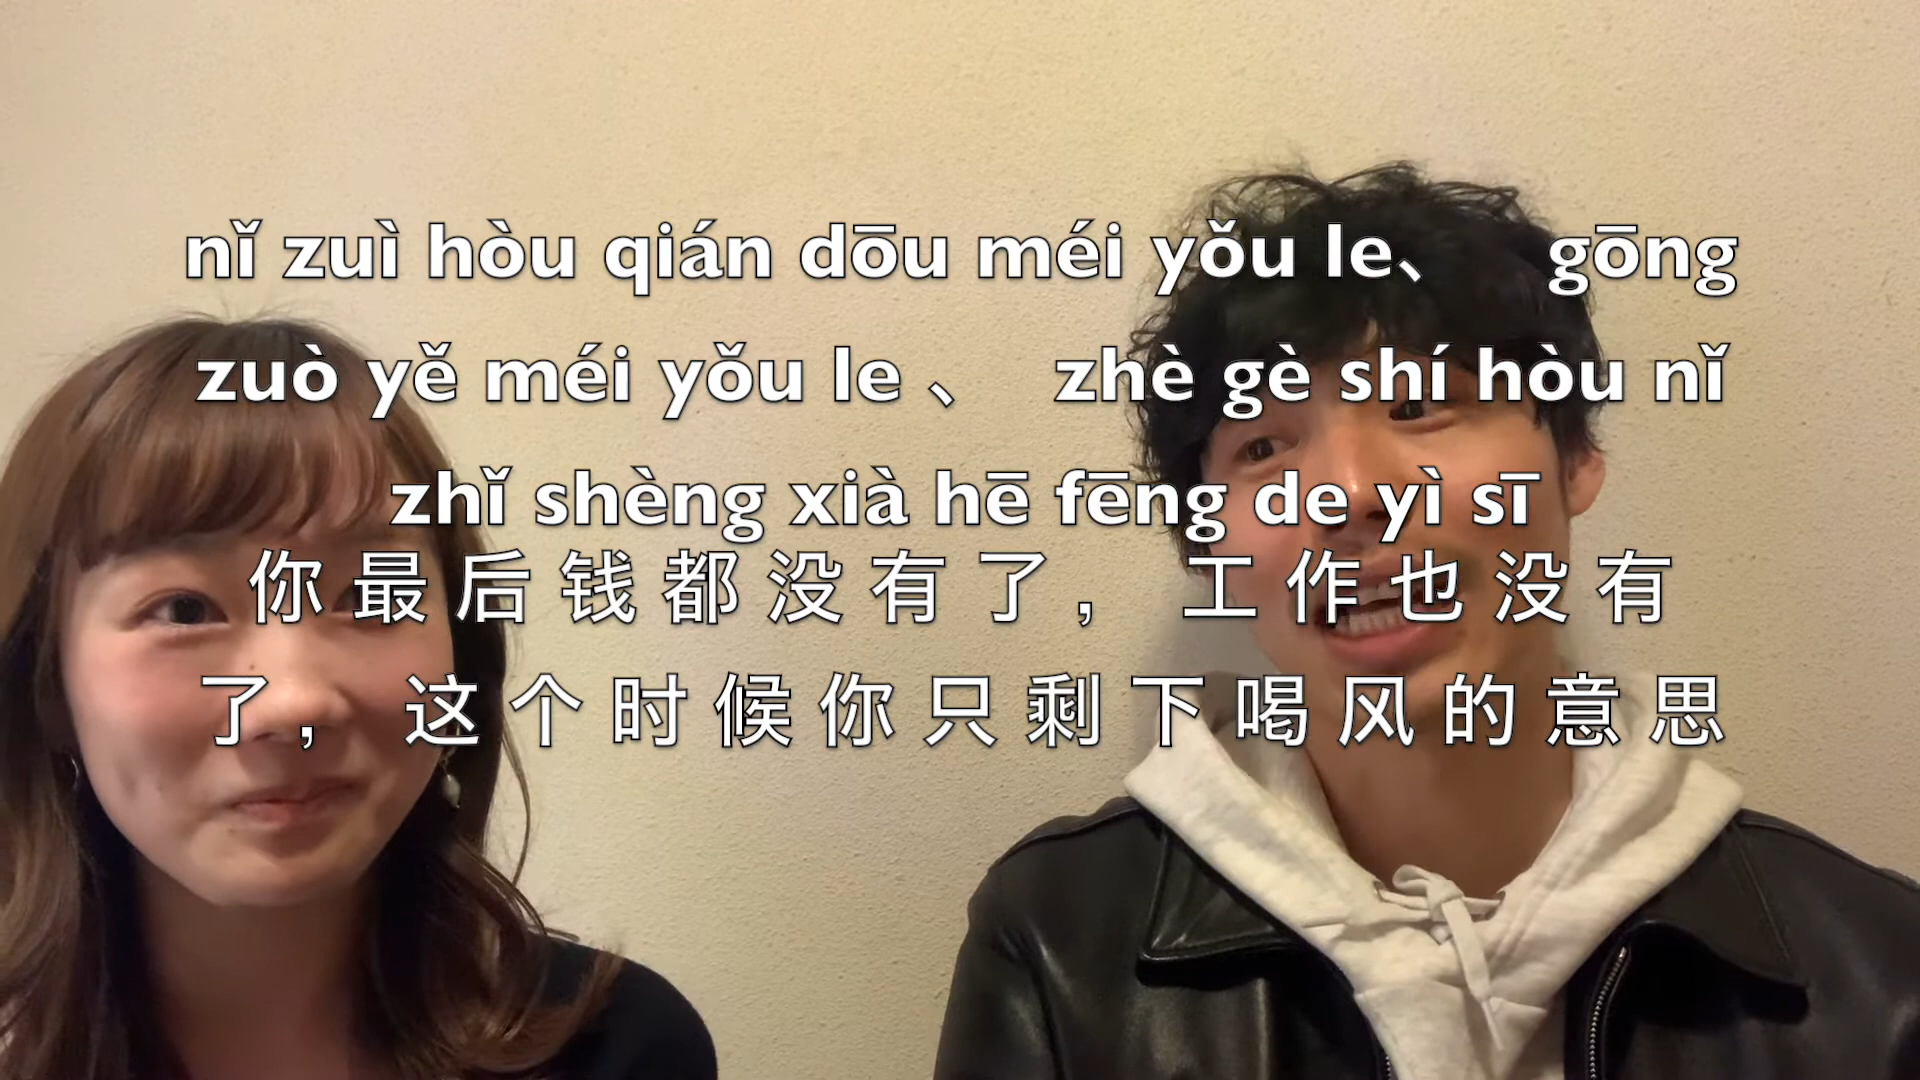 nǐ zuì hòu qián dōu méi yǒu le、 gōng
zuò yě méi yǒu le 、 zhè gè shí hòu nǐ
zhǐ shèng xià hē fēng de yì sī
你最后钱都没有了，工作也没有
了，这个时候你只剩下喝风的意思